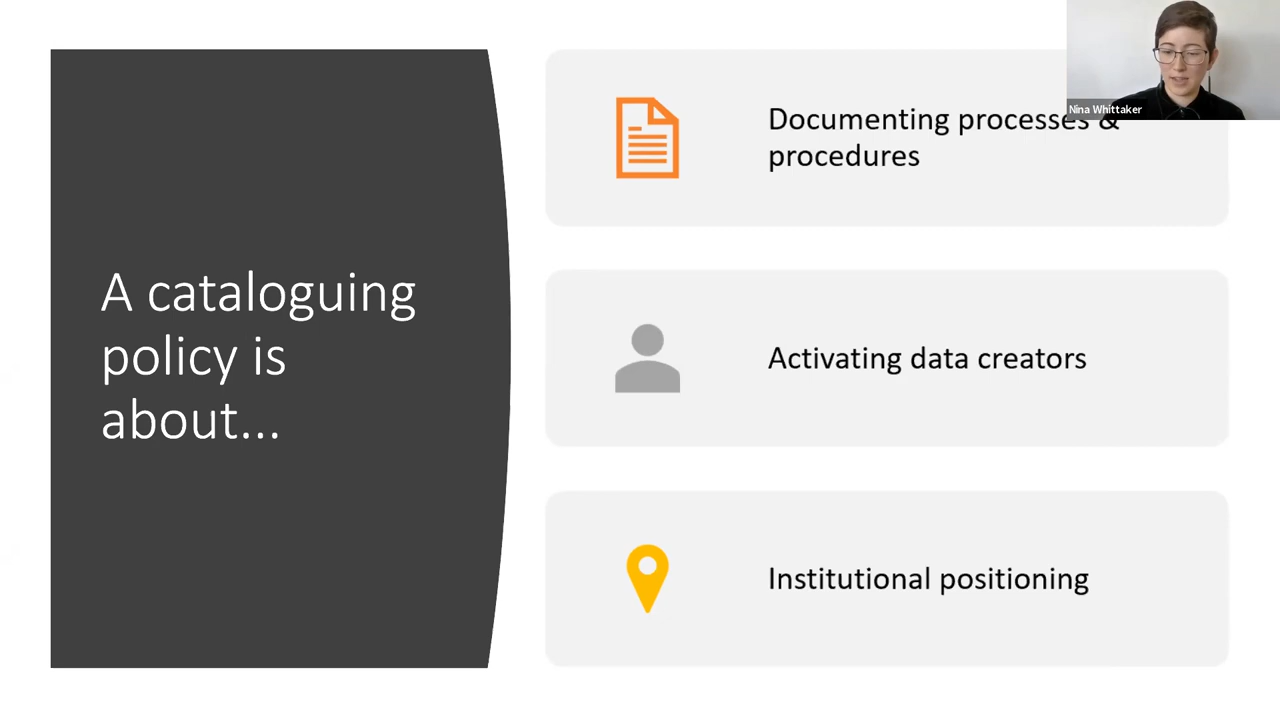 A cataloguing
policy is
about...
Documenting processes &
procedures
Activating data creators
Institutional positioning
Nina Whittaker